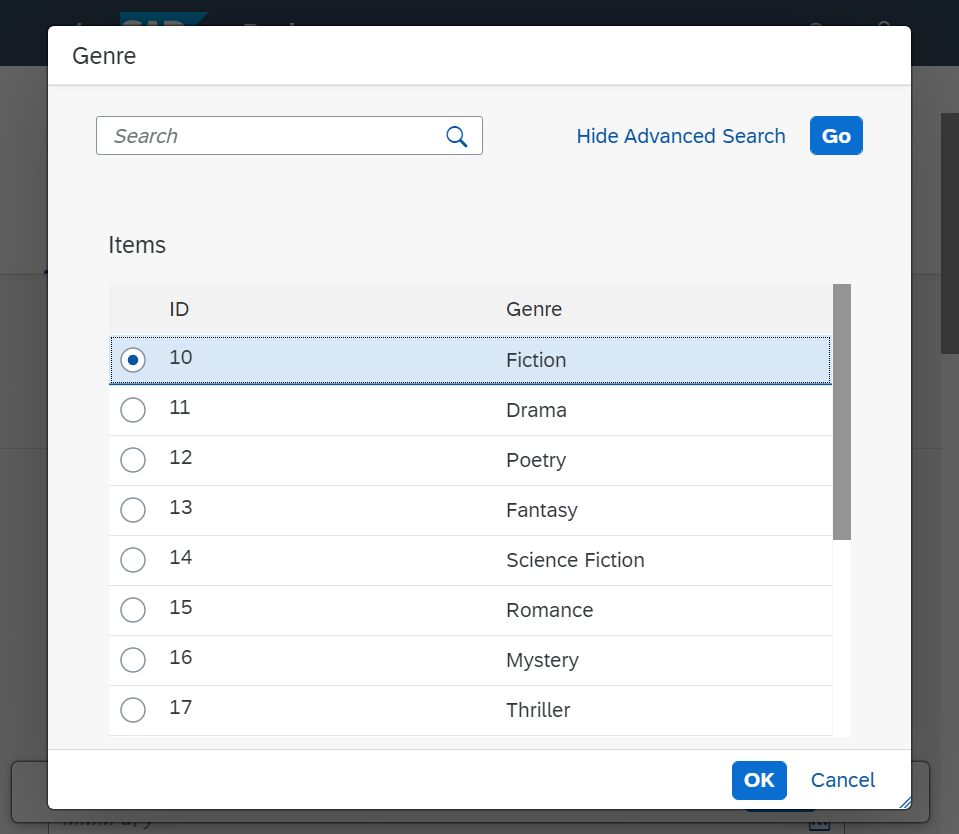 Genre
Search
Hide Advanced Search
Go
Items
ID Genre
10 Fiction
11 Drama
12 Poetry
13 Fantasy
14 Science Fiction
15 Romance
16 Mystery
17 Thriller
OK Cancel